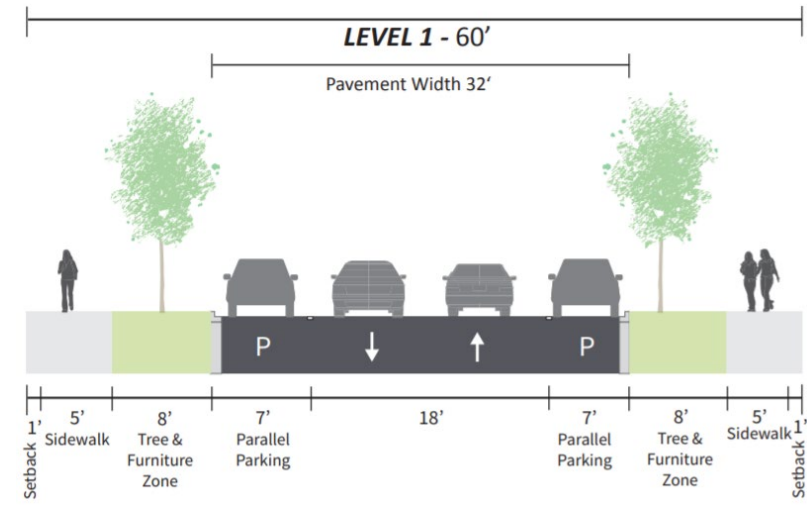 LEVEL 1 - 60’
Pavement Width 32‘
P
P
1’
Setback
5’
Sidewalk
8’
Tree &
Furniture
Zone
7’
Parallel
Parking
18’
7’
Parallel
Parking
8’
Tree &
Furniture
Zone
5’
Sidewalk
1’
Setback